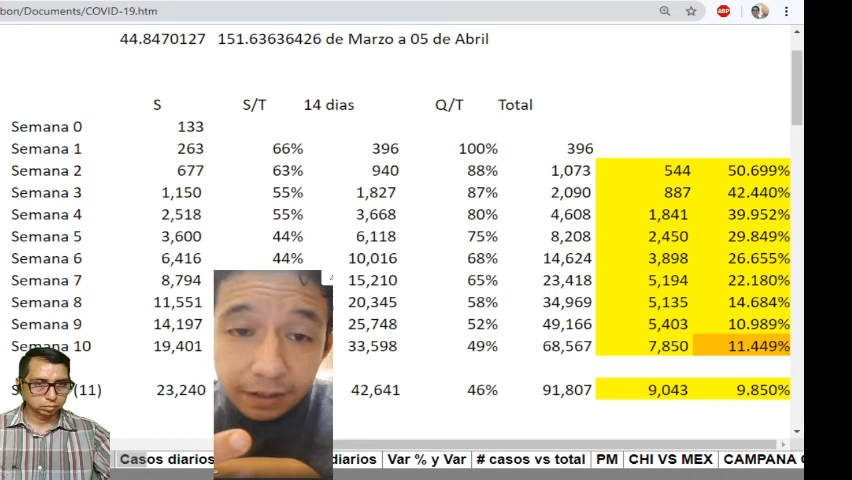 bon/Documents/COVID-19.htm
ARP
44.8470127 151.63636426 de Marzo a 05 de Abril
S S/T 14 dias Q/T Total
Semana 0 133
Semana 1 263 66% 396 100% 396
Semana 2 677 63% 940 88% 1,073 544 50.699%
Semana 3 1,150 55% 1,827 87% 2,090 887 42.440%
Semana 4 2,518 55% 3,668 80% 4,608 1,841 39.952%
Semana 5 3,600 44% 6,118 75% 8,208 2,450 29.849%
Semana 6 6,416 44% 10,016 68% 14,624 3,898 26.655%
Semana 7 8,794 15,210 65% 23,418 5,194 22.180%
Semana 8 11,551 20,345 58% 34,969 5,135 14.684%
Semana 9 14,197 25,748 52% 49,166 5,403 10.989%
Semana 10 19,401 33,598 49% 68,567 7,850 11.449%
(11) 23,240 42,641 46% 91,807 9,043 9.850%
Casos diarios diarios Var % y Var # casos vs total PM CHI VS MEX CAMPANA